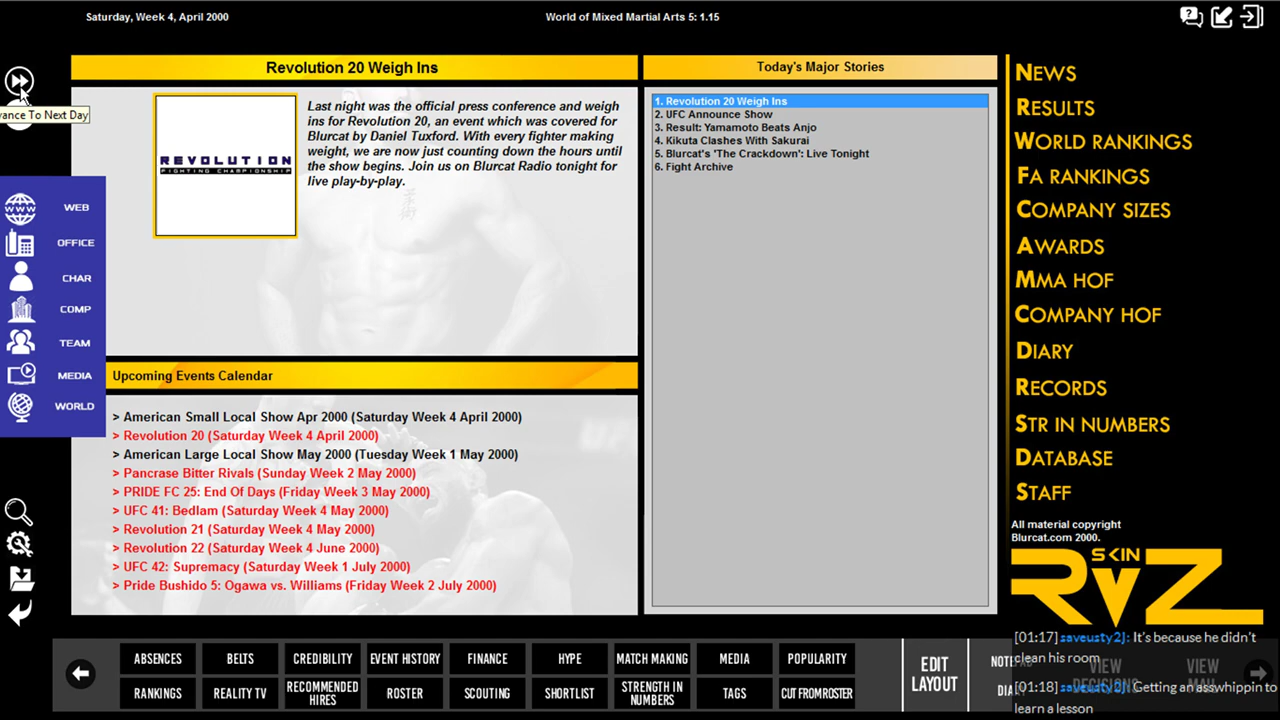 Saturday, Week 4, April 2000
World of Mixed Martial Arts 5: 1.15
Revolution 20 Weigh Ins
Today's Major Stories
vance To Next Day
REVOLUTION
FIGHTING CHAMPIONSHIP
Last night was the official press conference and weigh
ins for Revolution 20, an event which was covered for
Blurcat by Daniel Tuxford. With every fighter making
weight, we are now just counting down the hours until
the show begins. Join us on Blurcat Radio tonight for
live play-by-play.
1. Revolution 20 Weigh Ins
2. UFC Announce Show
3. Result: Yamamoto Beats Anjo
4. Kikuta Clashes With Sakurai
5. Blurcat's 'The Crackdown': Live Tonight
6. Fight Archive
WWW
WEB
OFFICE
CHAR
COMP
TEAM
MEDIA
WORLD
Upcoming Events Calendar
> American Small Local Show Apr 2000 (Saturday Week 4 April 2000)
> Revolution 20 (Saturday Week 4 April 2000)
> American Large Local Show May 2000 (Tuesday Week 1 May 2000)
> Pancrase Bitter Rivals (Sunday Week 2 May 2000)
> PRIDE FC 25: End Of Days (Friday Week 3 May 2000)
> UFC 41: Bedlam (Saturday Week 4 May 2000)
> Revolution 21 (Saturday Week 4 May 2000)
> Revolution 22 (Saturday Week 4 June 2000)
> UFC 42: Supremacy (Saturday Week 1 July 2000)
> Pride Bushido 5: Ogawa vs. Williams (Friday Week 2 July 2000)
NEWS
RESULTS
WORLD RANKINGS
FA RANKINGS
COMPANY SIZES
AWARDS
MMA HOF
COMPANY HOF
DIARY
RECORDS
STR IN NUMBERS
DATABASE
STAFF
All material copyright
Blurcat.com 2000.
SKIN
RVZ
ABSENCES
BELTS
CREDIBILITY
EVENT HISTORY
FINANCE
HYPE
MATCH MAKING
MEDIA
POPULARITY
RANKINGS
REALITY TV
RECOMMENDED
HIRES
ROSTER
SCOUTING
SHORTLIST
STRENGTH IN
NUMBERS
TAGS
CUT FROM ROSTER
EDIT
LAYOUT
VIEW
DECISIONS
VIEW
[01:17] saveusty2J: It's because he didn't
clean his room
[01:18] saveusty2J: Getting an asswhippin to
learn a lesson